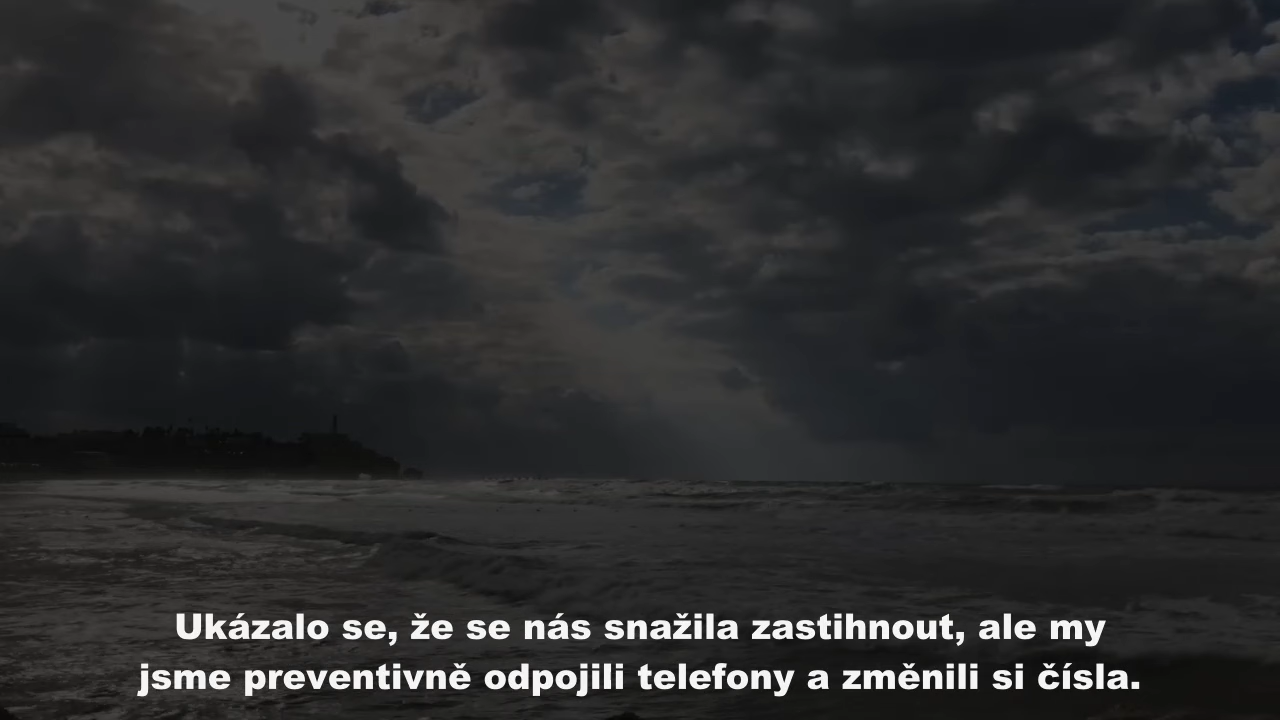 Ukázalo se, že se nás snažila zastihnout, ale my
jsme preventivně odpojili telefony a změnili si čísla.